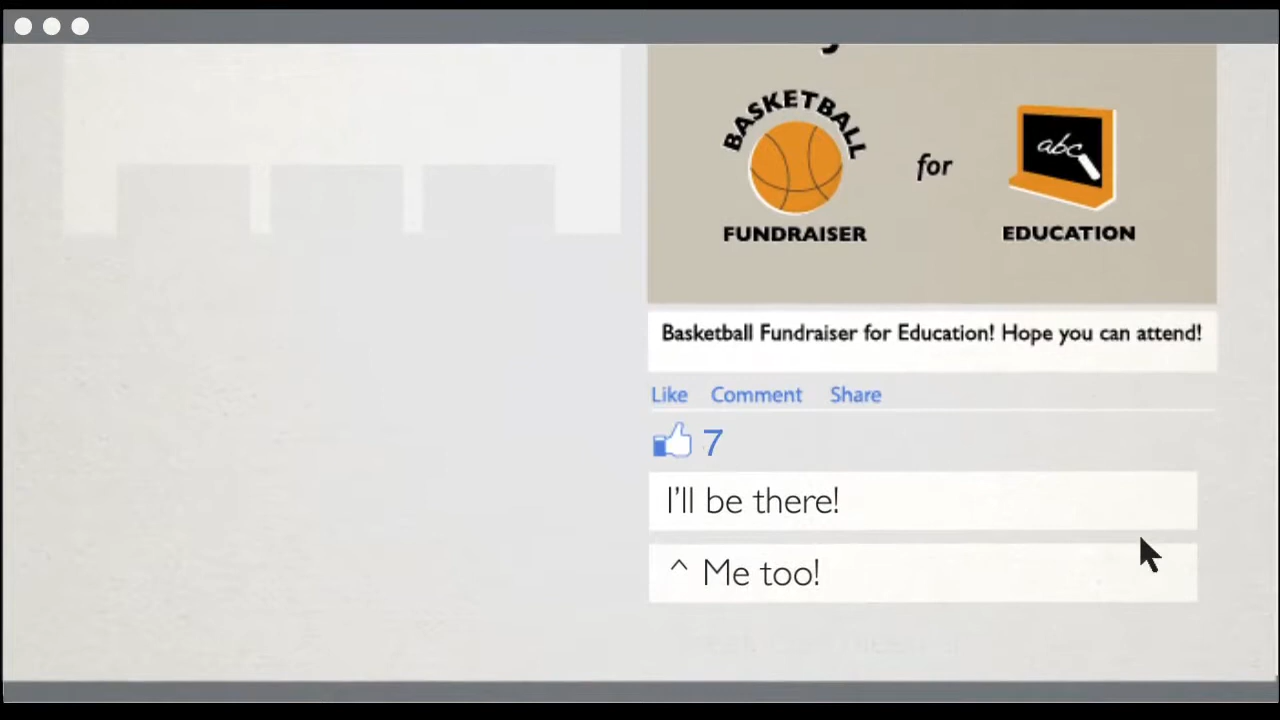 BASKETBALL
FUNDRAISER
for
abc
EDUCATION
Basketball Fundraiser for Education! Hope you can attend!
Like Comment Share
7
I'll be there!
^ Me too!